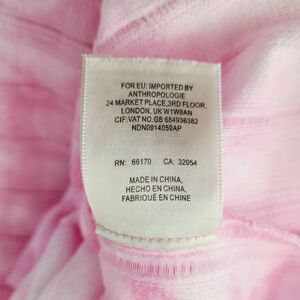 FOR EU: IMPORTED BY
ANTHROPOLOGIE
24 MARKET PLACE,3RD FLOOR.
LONDON, UK W1W8AN
CIF:VAT NO.GB 684936382
NDN0914059AP
RN: 66170 CA: 32054
MADE IN CHINA,
HECHO EN CHINA,
FABRIQUÉ EN CHINE